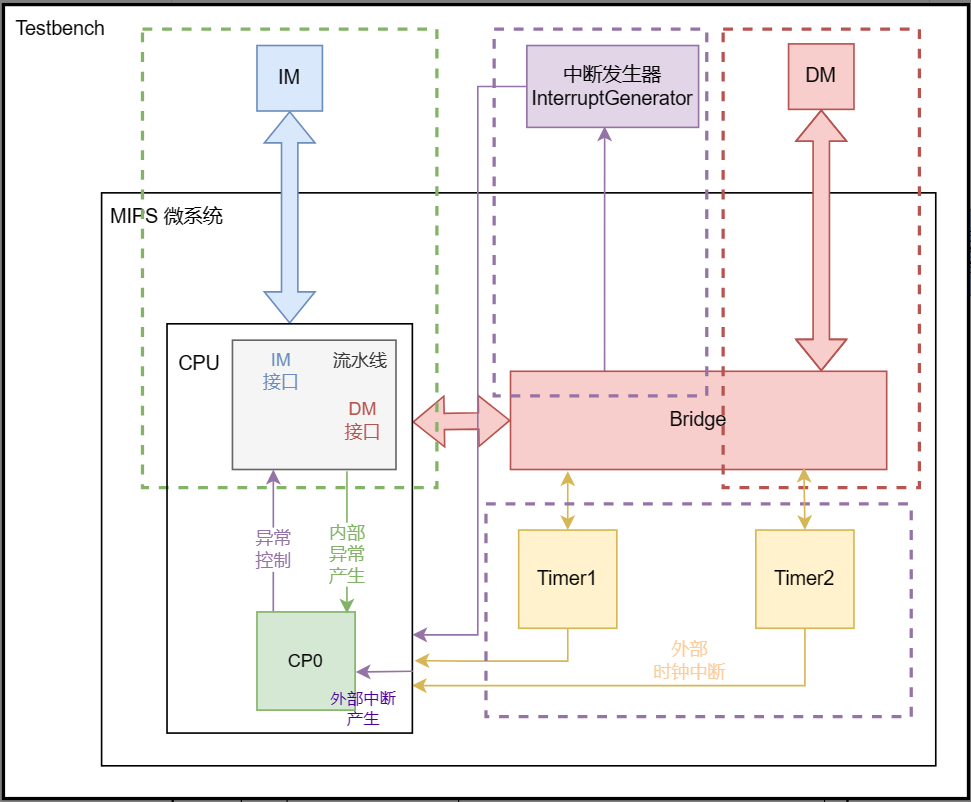 Testbench
IM
中断发生器
InterruptGenerator
DM
MIPS 微系统
CPU
IM
接口
流水线
DM
接口
Bridge
异常
控制
内部
异常
产生
Timer1
Timer2
CP0
外部中断
产生
外部
时钟中断